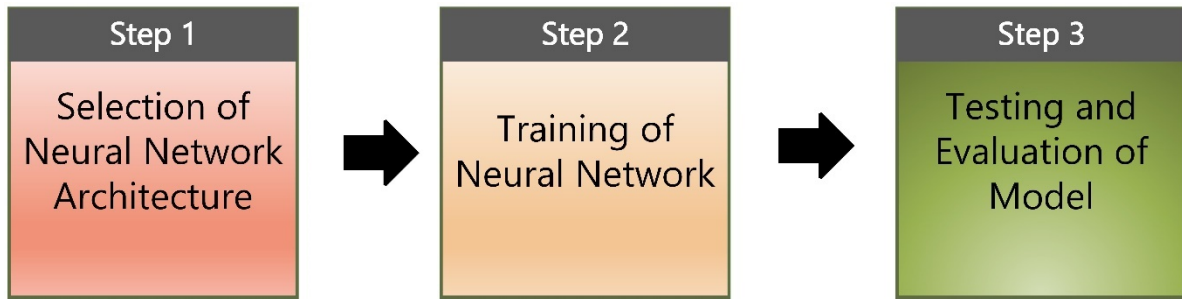 Step 1
Selection of
Neural Network
Architecture
Step 2
Training of
Neural Network
Step 3
Testing and
Evaluation of
Model